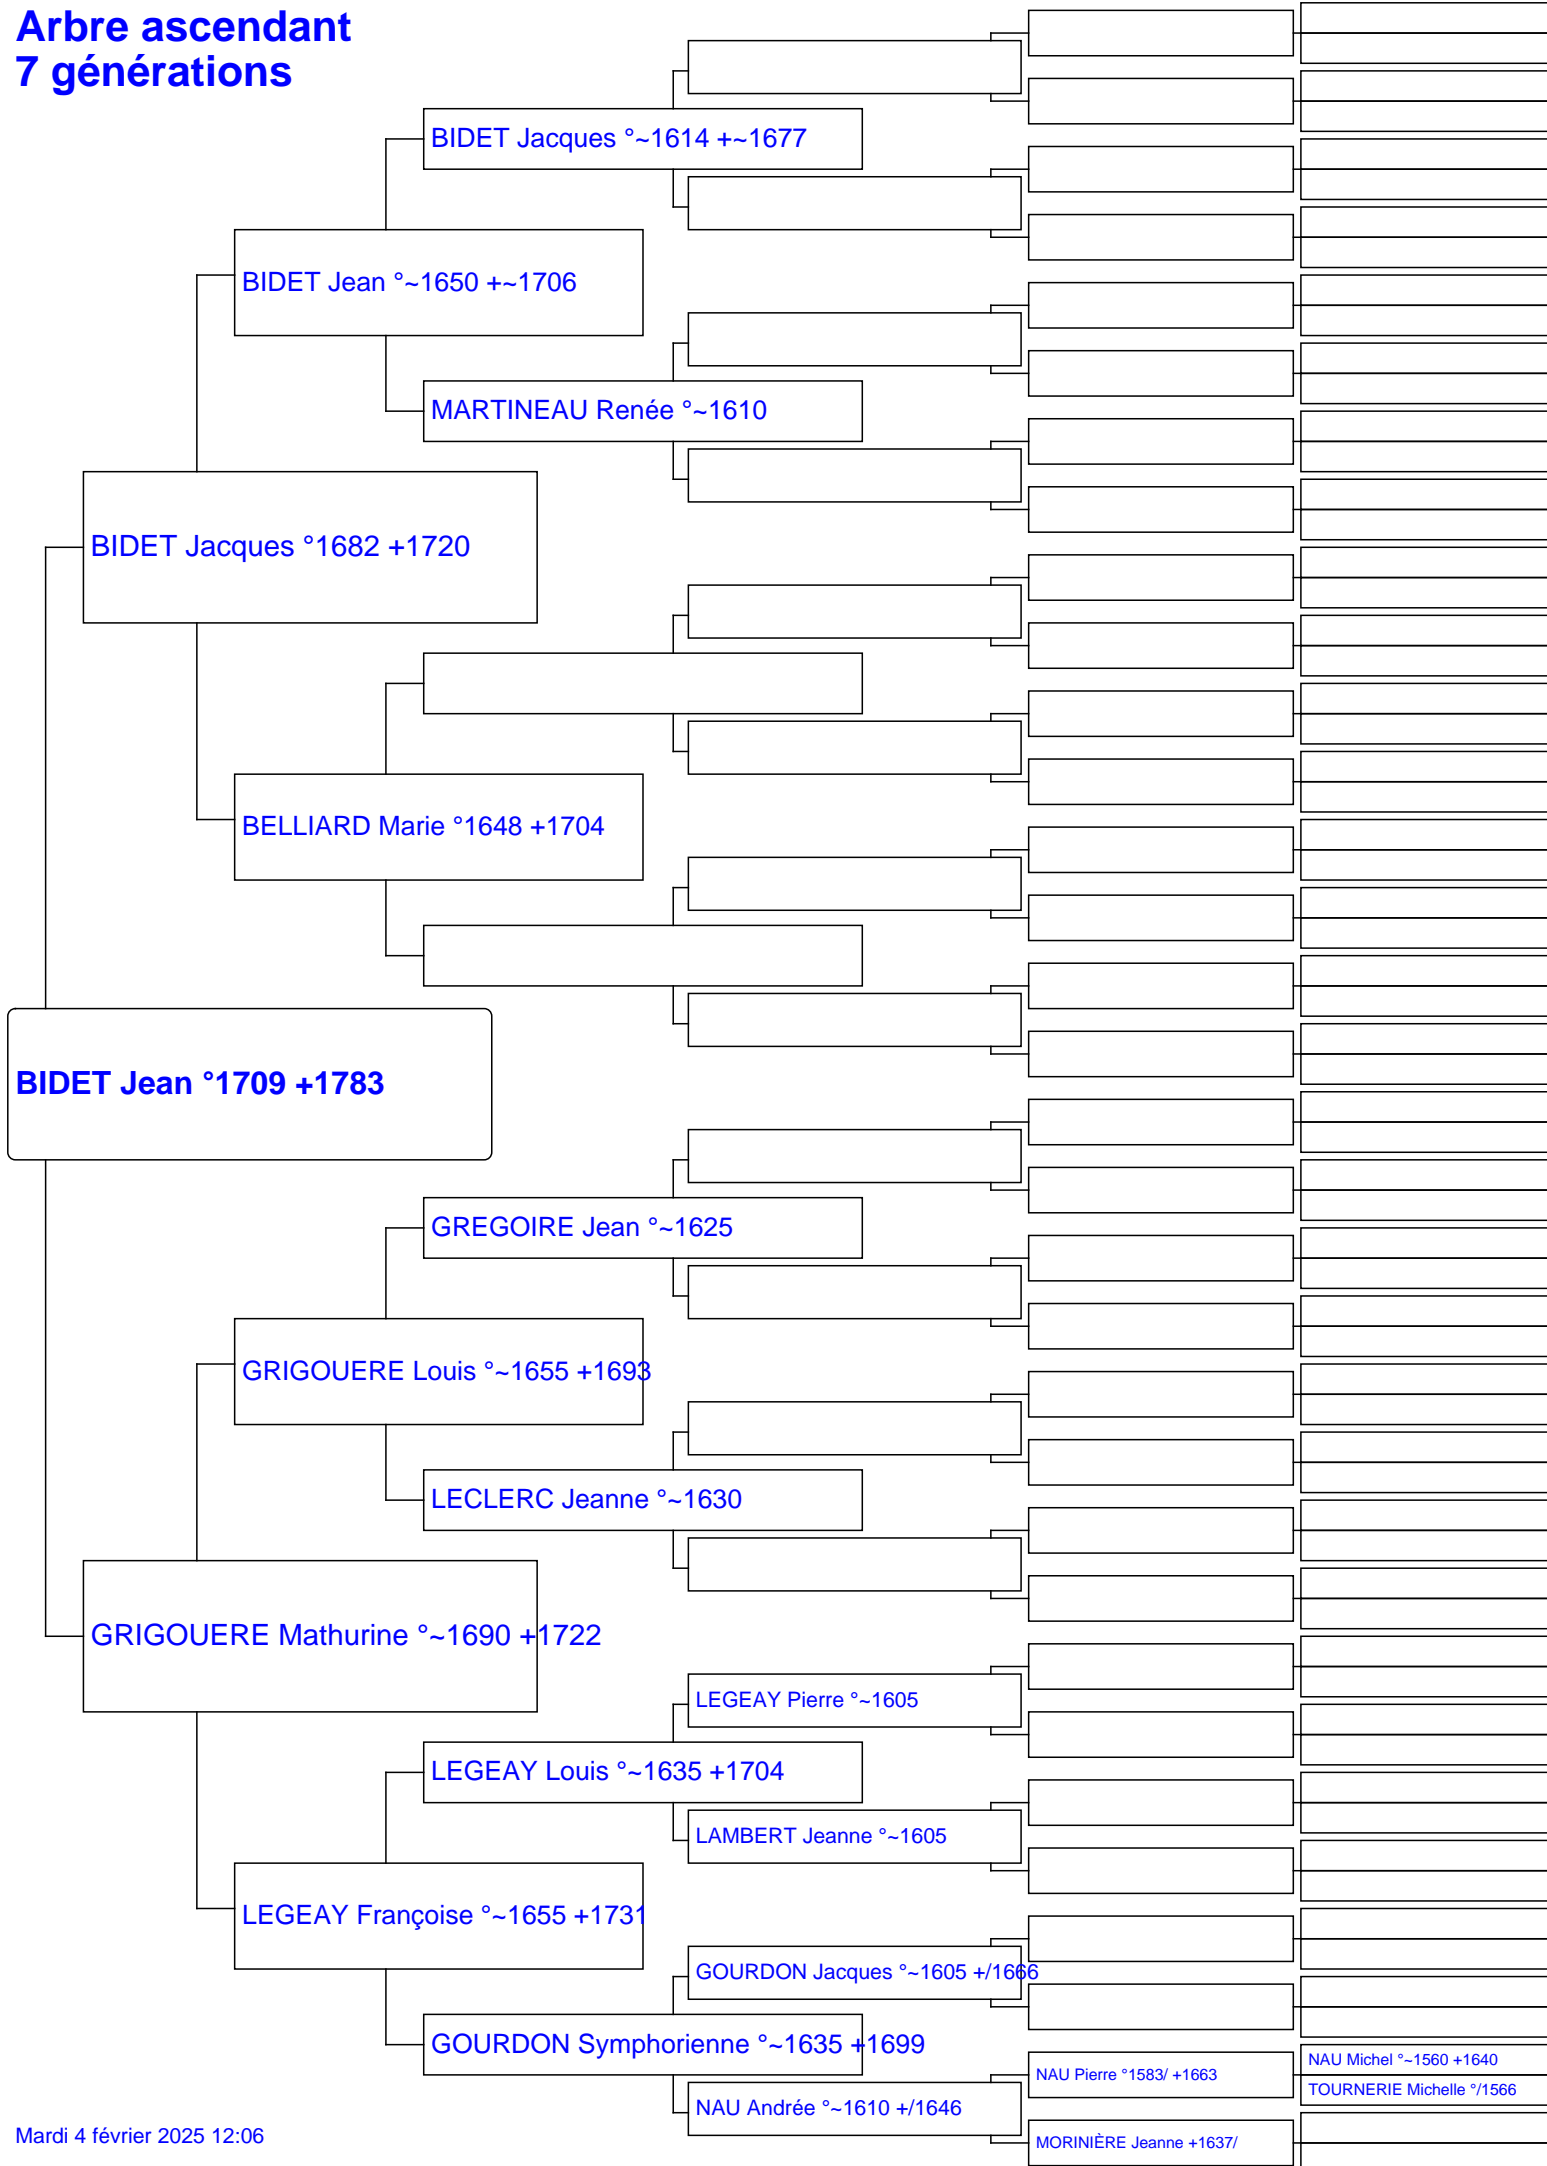 Arbre ascendant
7 générations
BIDET Jacques °~1614 +~1677
BIDET Jean °~1650 +~1706
MARTINEAU Renée °~1610
BIDET Jacques °1682 +1720
BELLIARD Marie °1648 +1704
BIDET Jean °1709 +1783
GREGOIRE Jean °~1625
GRIGOUERE Louis °~1655 +1693
LECLERC Jeanne °~1630
GRIGOUERE Mathurine °~1690 +1722
LEGEAY Pierre °~1605
LEGEAY Louis °~1635 +1704
LAMBERT Jeanne °~1605
LEGEAY Françoise °~1655 +1731
GOURDON Jacques °~1605 +/1666
GOURDON Symphorienne °~1635 +1699
NAU Michel °~1560 +1640
NAU Pierre °1583/ +1663
TOURNERIE Michelle °/1566
NAU Andrée °~1610 +/1646
MORINIÈRE Jeanne +1637/
Mardi 4 février 2025 12:06